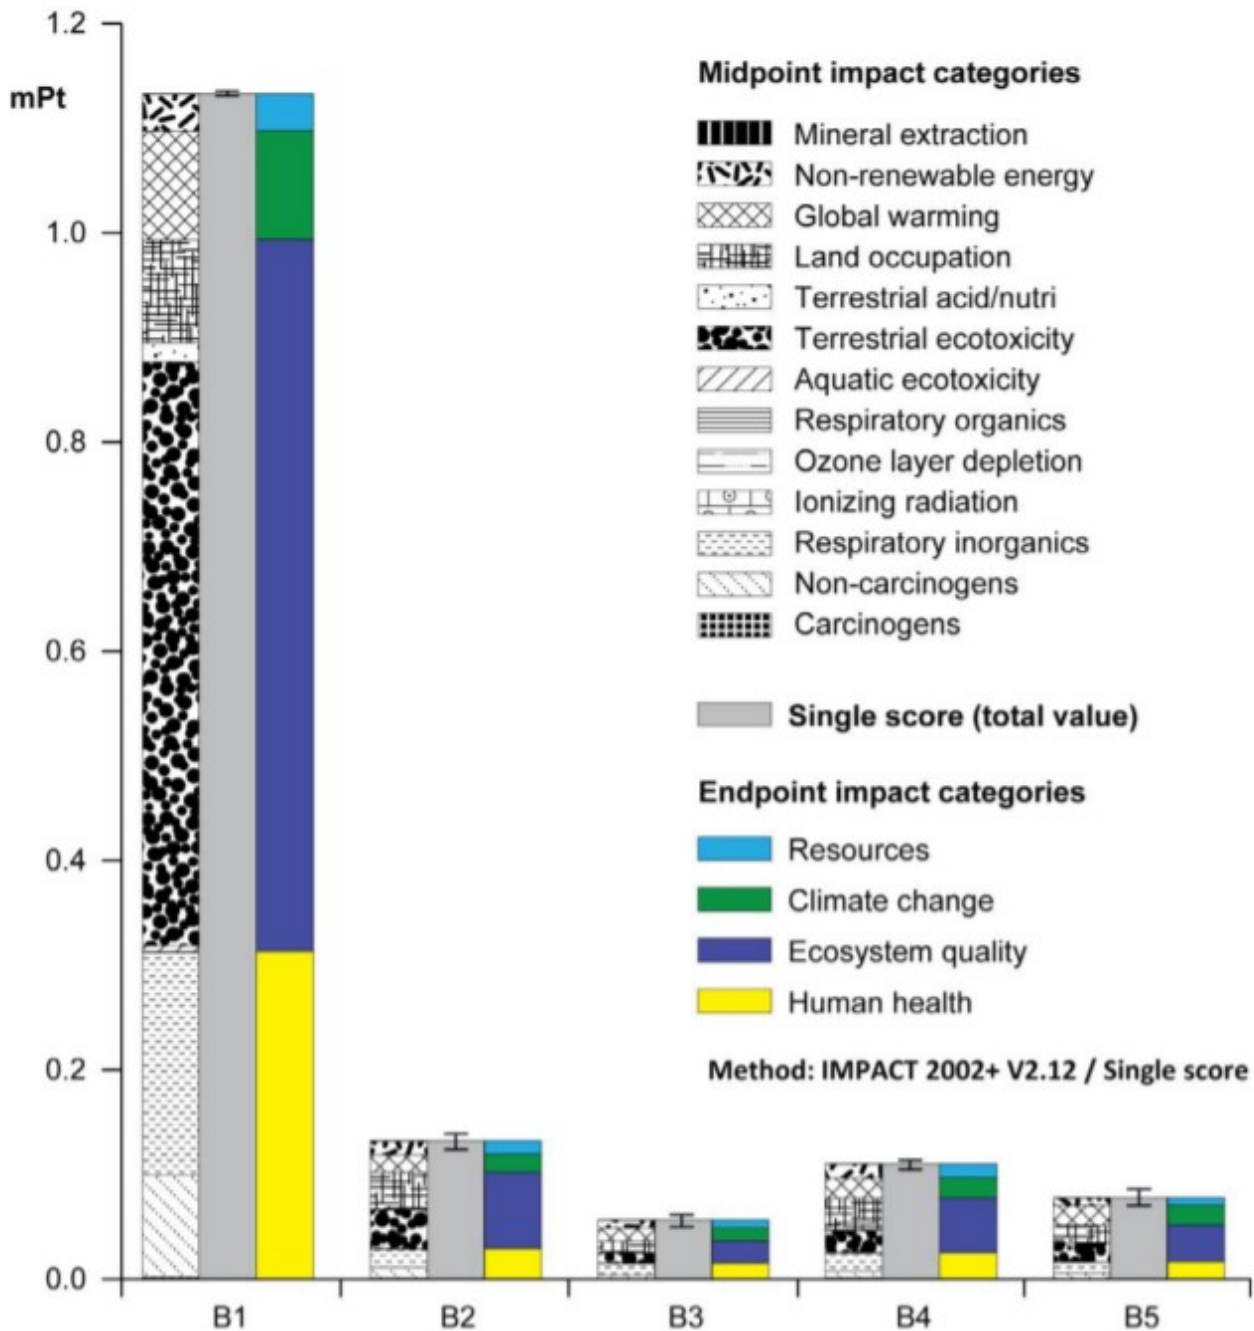 1.2
mPt
1.0
0.8
0.6
0.4
0.2
0.0
B1
B2
B3
B4
B5
Midpoint impact categories
Mineral extraction
Non-renewable energy
Global warming
Land occupation
Terrestrial acid/nutri
Terrestrial ecotoxicity
Aquatic ecotoxicity
Respiratory organics
Ozone layer depletion
Ionizing radiation
Respiratory inorganics
Non-carcinogens
Carcinogens
Single score (total value)
Endpoint impact categories
Resources
Climate change
Ecosystem quality
Human health
Method: IMPACT 2002+ V2.12 / Single score